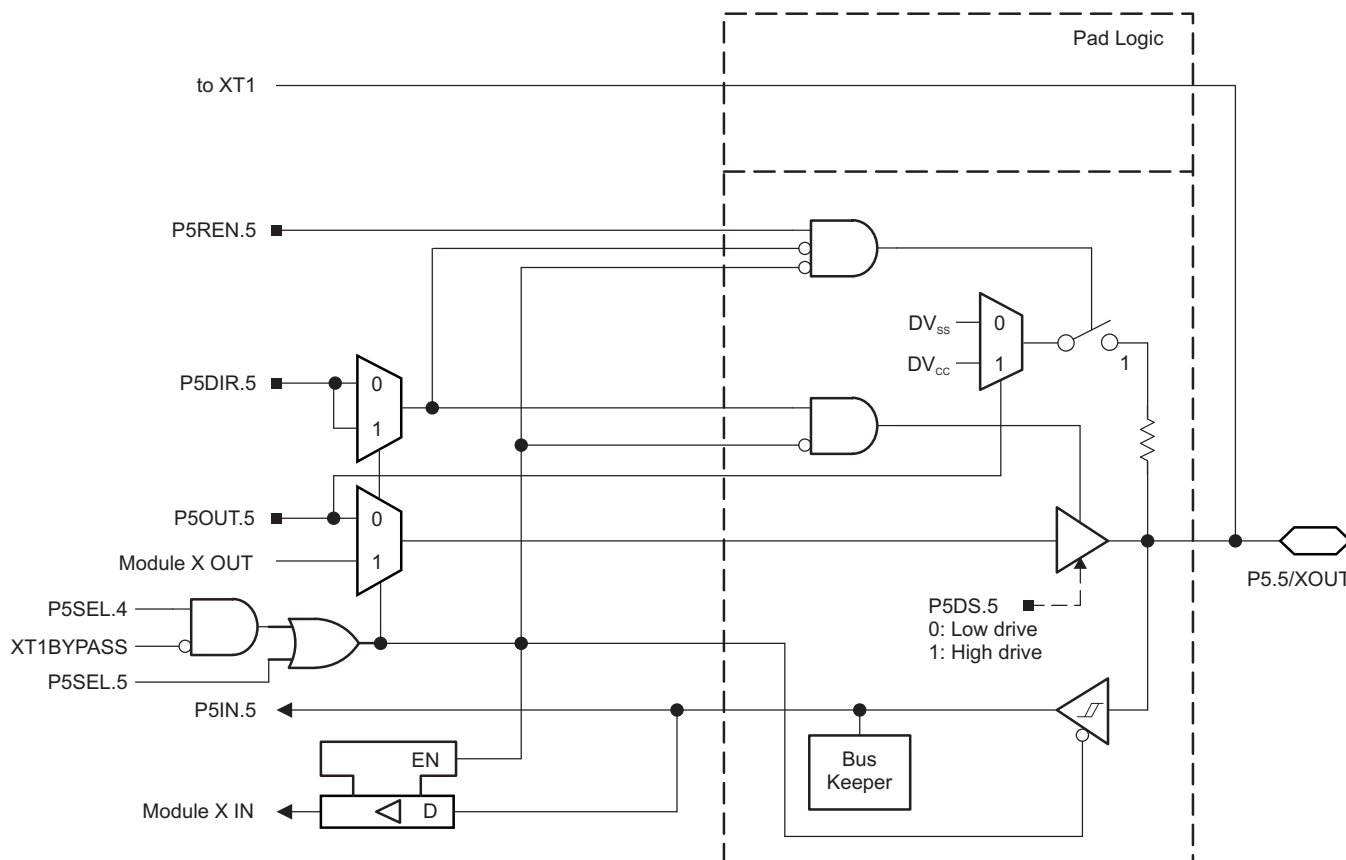 Pad Logic
to XT1
P5REN.5
DVSS
0
DVCC
1
1
P5DIR.5
0
1
P5OUT.5
0
Module X OUT
1
P5SEL.4
XT1BYPASS
P5SEL.5
P5DS.5
0: Low drive
1: High drive
P5.5/XOUT
P5IN.5
EN
Bus
Keeper
Module X IN
D